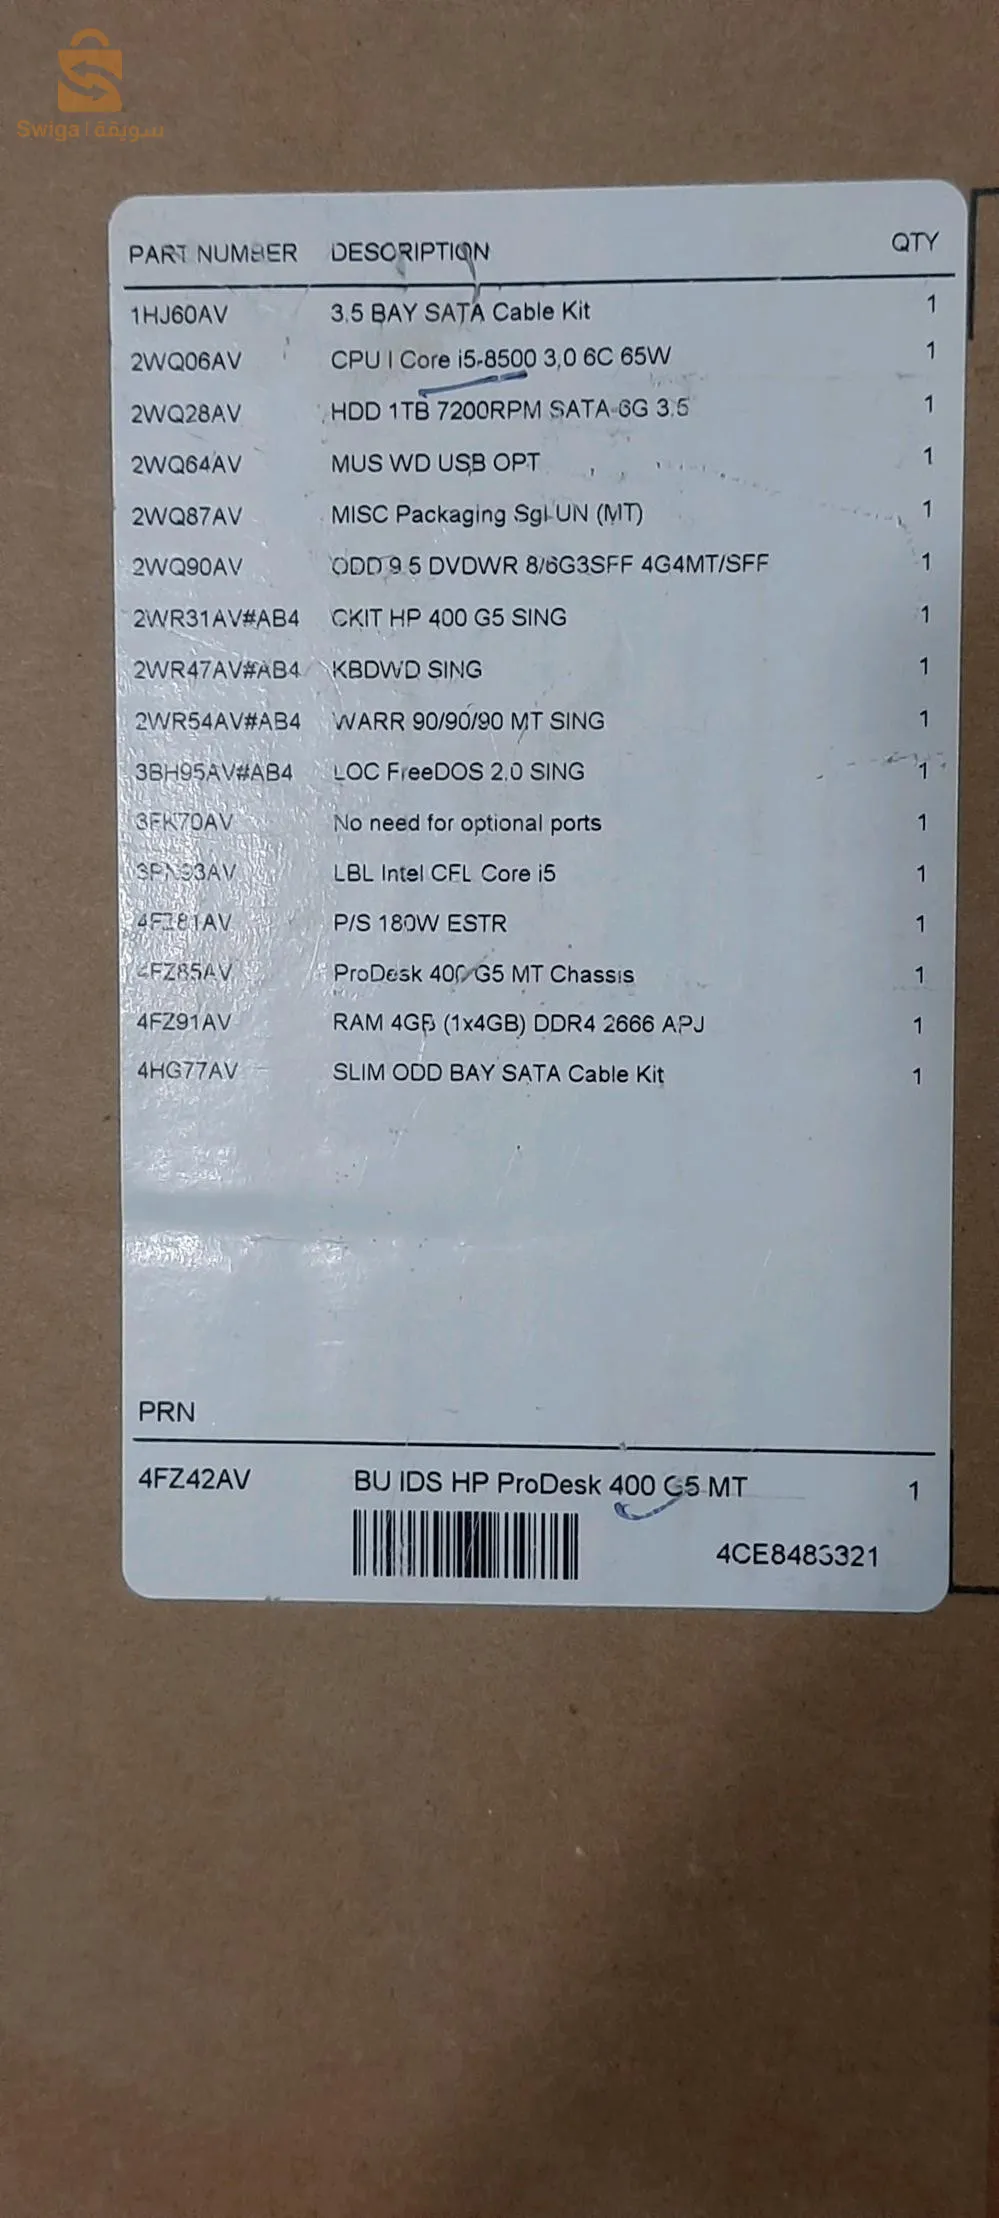 Swiga | سويقة
PART NUMBER DESCRIPTION QTY
1HJ60AV 3.5 BAY SATA Cable Kit 1
2WQ06AV CPU I Core i5-8500 3,0 6C 65W 1
2WQ28AV HDD 1TB 7200RPM SATA-6G 3.5 1
2WQ64AV MUS WD USB OPT 1
2WQ87AV MISC Packaging Sgl UN (MT) 1
2WQ90AV ODD 9.5 DVDWR 8/6G3SFF 4G4MT/SFF 1
2WR31AV#AB4 CKIT HP 400 G5 SING 1
2WR47AV#AB4 KBDWD SING 1
2WR54AV#AB4 WARR 90/90/90 MT SING 1
3BH95AV#AB4 LOC FreeDOS 2.0 SING 1
3FK70AV No need for optional ports 1
LBL Intel CFL Core i5 1
4FZ81AV P/S 180W ESTR 1
4FZ85AV ProDesk 400 G5 MT Chassis 1
4FZ91AV RAM 4GB (1x4GB) DDR4 2666 APJ 1
4HG77AV SLIM ODD BAY SATA Cable Kit 1
PRN
4FZ42AV BU IDS HP ProDesk 400 G5 MT 1